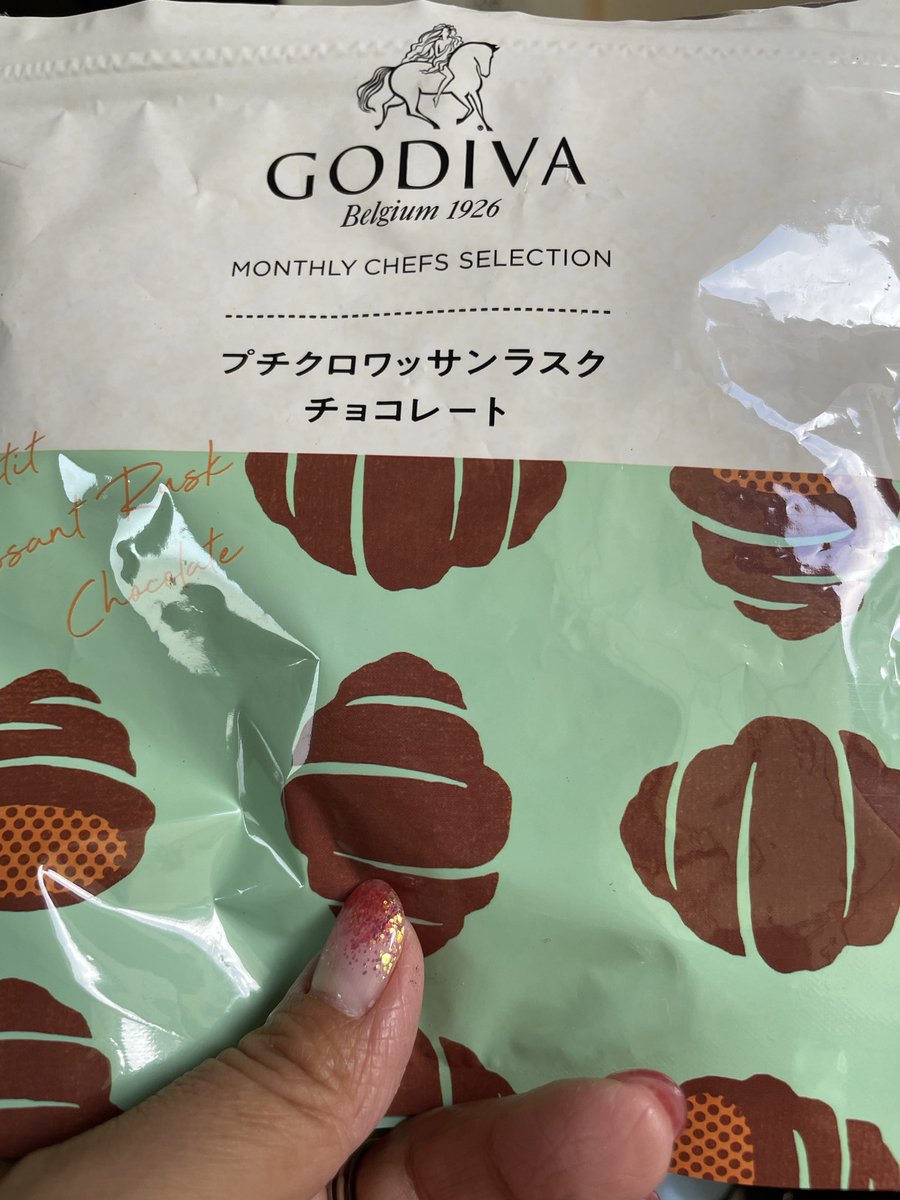 GODIVA
Belgium 1926
MONTHLY CHEFS SELECTION
プチクロワッサンラスク
チョコレート
Rusk
Chocolate